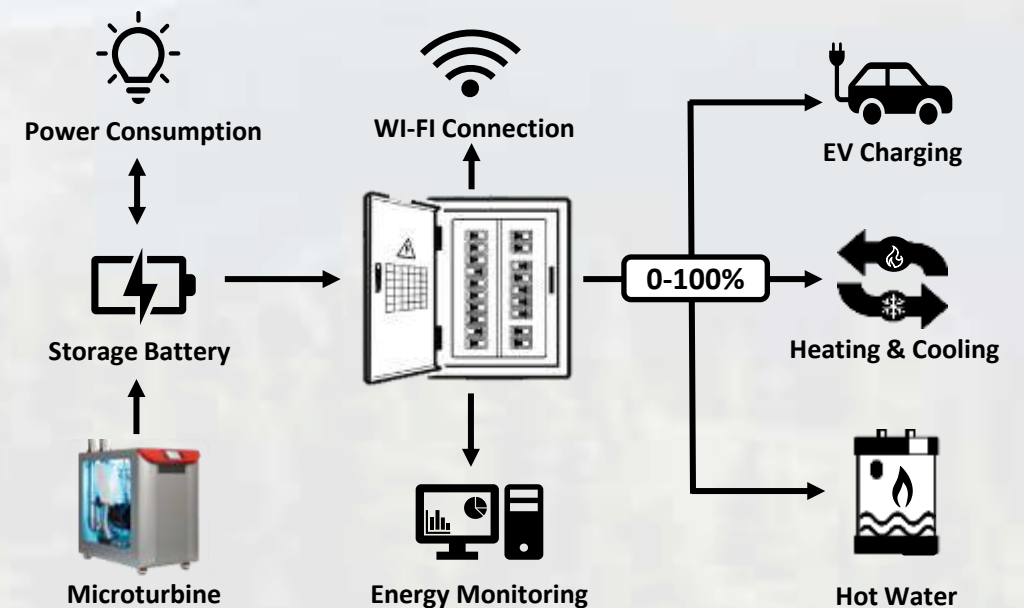 Power Consumption
WI-FI Connection
EV Charging
Storage Battery
0-100%
Heating & Cooling
Microturbine
Energy Monitoring
Hot Water